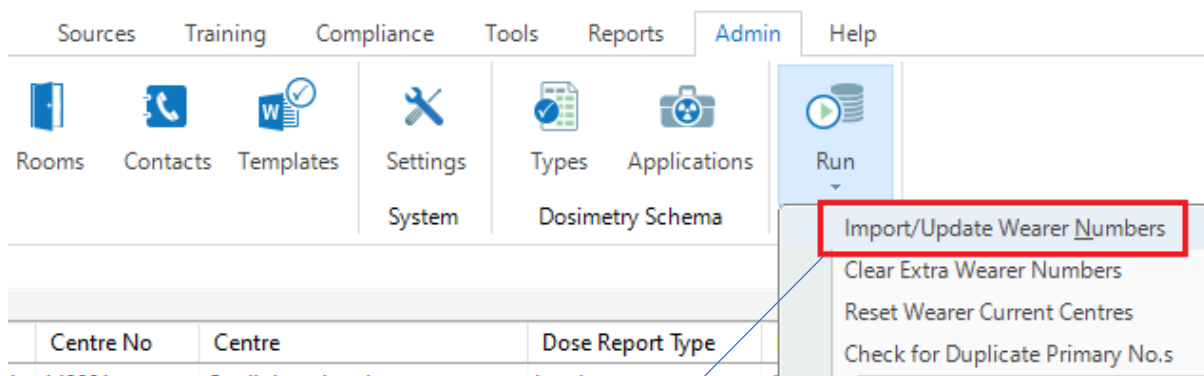 Sources Training Compliance Tools Reports Admin Help
Rooms Contacts Templates Settings Types Applications Run
System Dosimetry Schema
Import/Update Wearer Numbers
Clear Extra Wearer Numbers
Reset Wearer Current Centres
Centre No Centre Dose Report Type
Check for Duplicate Primary No.s